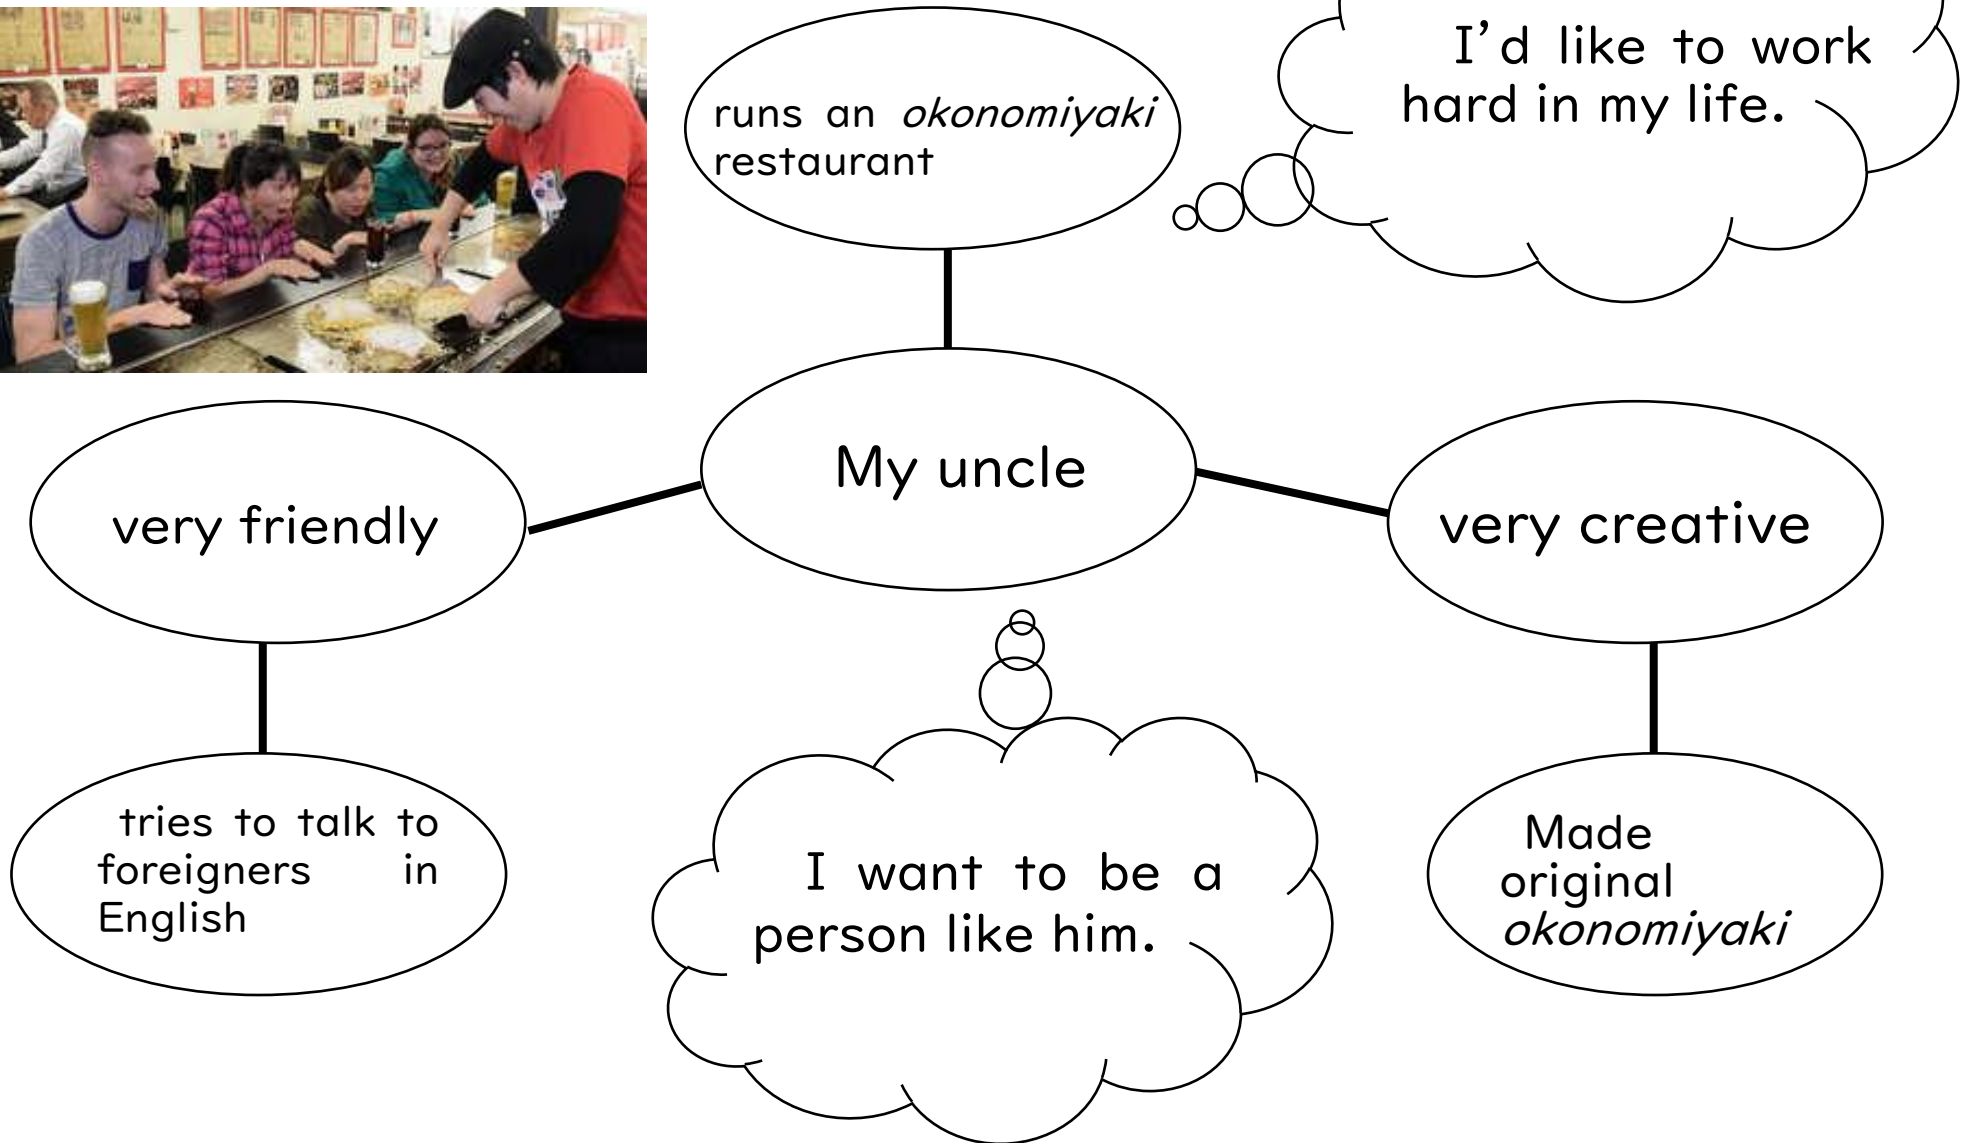 runs an okonomiyaki
restaurant
I’d like to work
hard in my life.
My uncle
very friendly
very creative
tries to talk to
foreigners in
English
I want to be a
person like him.
Made
original
okonomiyaki